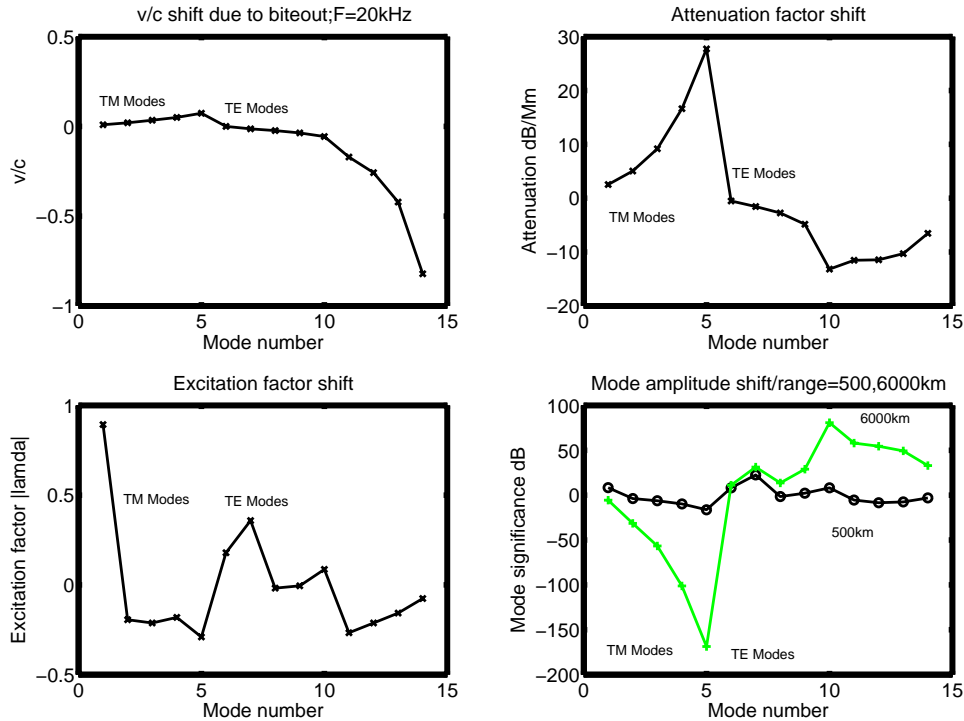 v/c shift due to biteout;F=20kHz
0.5
0
−0.5
−1
v/c
TM Modes
TE Modes
0
5
10
15
Mode number
Attenuation factor shift
30
20
10
0
−10
−20
Attenuation dB/Mm
TE Modes
TM Modes
0
5
10
15
Mode number
Excitation factor shift
1
0.5
0
−0.5
Excitation factor |lamda|
TM Modes
TE Modes
0
5
10
15
Mode number
Mode amplitude shift/range=500,6000km
100
50
0
−50
−100
−150
−200
Mode significance dB
6000km
500km
TM Modes
TE Modes
0
5
10
15
Mode number